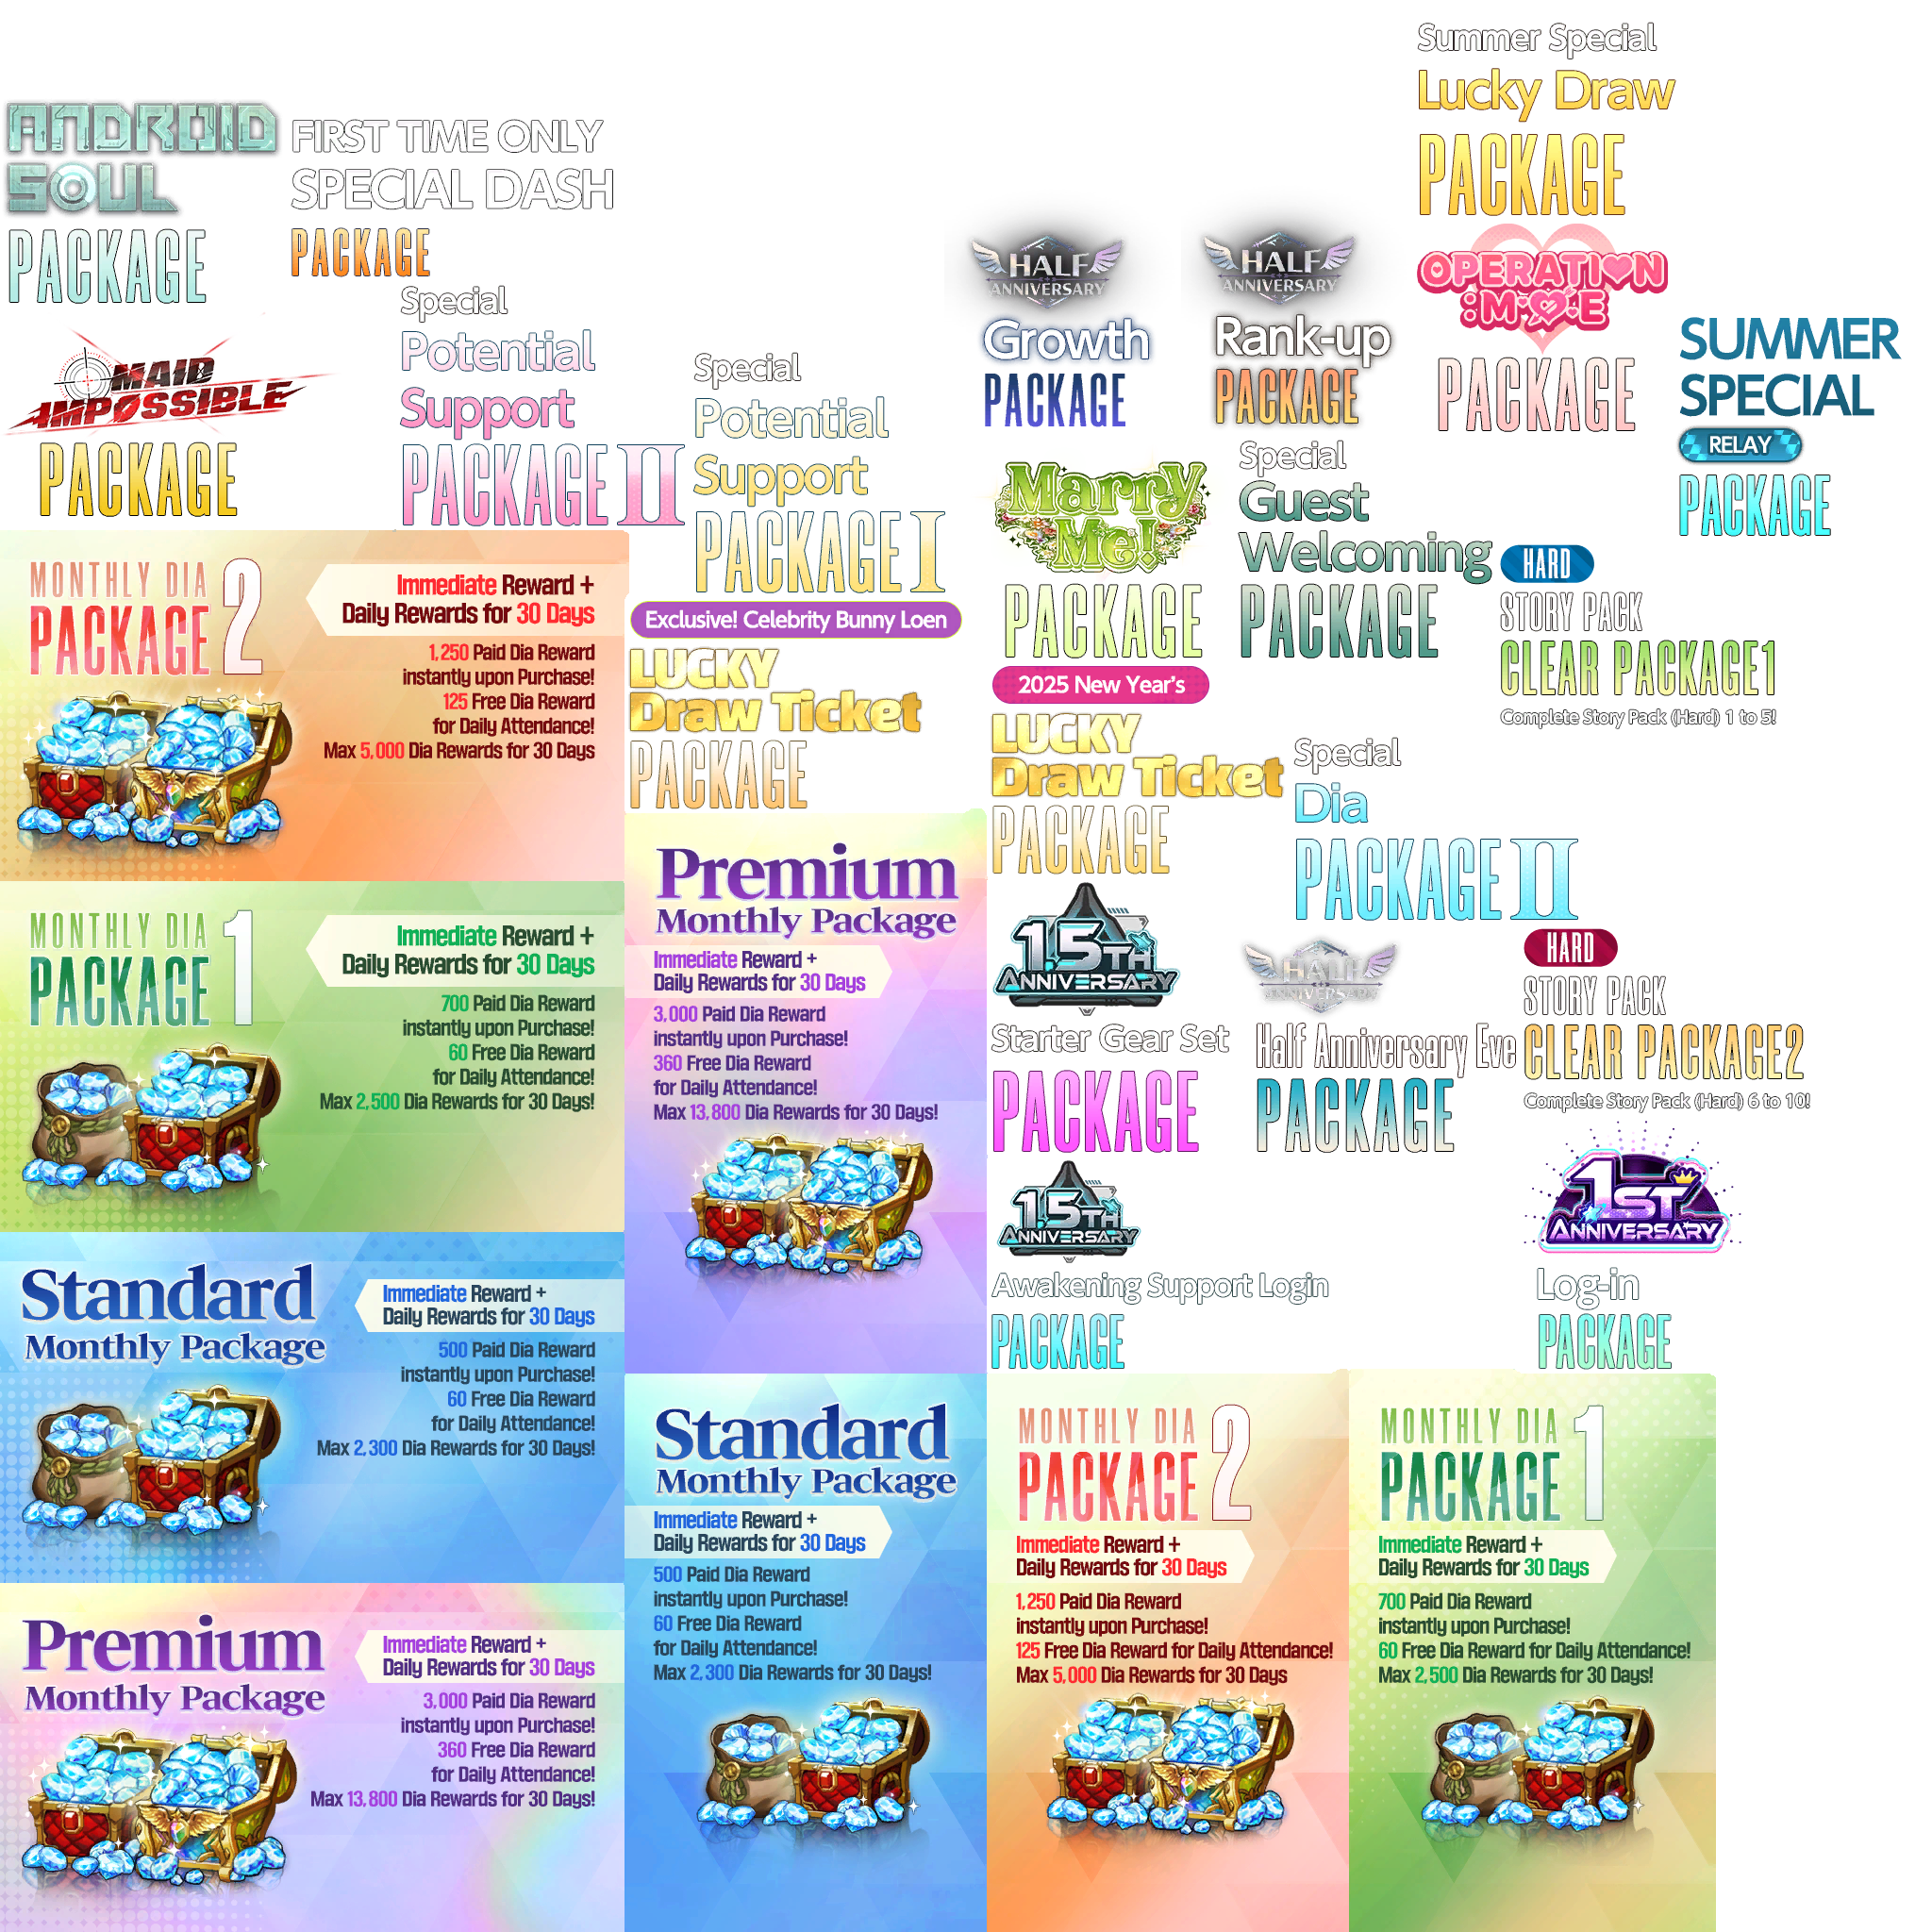 ANDROID
SOUL
PACKAGE
FIRST TIME ONLY
SPECIAL DASH
PACKAGE
MAID
IMPOSSIBLE
PACKAGE
Special
Potential
Support
PACKAGE II
Special
Potential
Support
PACKAGE I
HALF
ANNIVERSARY
Growth
PACKAGE
HALF
ANNIVERSARY
Rank-up
PACKAGE
Summer Special
Lucky Draw
PACKAGE
OPERATION
:MOE
PACKAGE
SUMMER
SPECIAL
RELAY
PACKAGE
Marry
Me!
PACKAGE
Special
Guest
Welcoming
PACKAGE
HARD
STORY PACK
CLEAR PACKAGE1
Complete Story Pack (Hard) 1 to 5!
MONTHLY DIA
PACKAGE 2
Immediate Reward +
Daily Rewards for 30 Days
1,250 Paid Dia Reward
instantly upon Purchase!
125 Free Dia Reward
for Daily Attendance!
Max 5,000 Dia Rewards for 30 Days
Exclusive! Celebrity Bunny Loen
LUCKY
Draw Ticket
PACKAGE
2025 New Year's
LUCKY
Draw Ticket
PACKAGE
Special
Dia
PACKAGE II
MONTHLY DIA
PACKAGE 1
Immediate Reward +
Daily Rewards for 30 Days
700 Paid Dia Reward
instantly upon Purchase!
60 Free Dia Reward
for Daily Attendance!
Max 2,500 Dia Rewards for 30 Days!
Premium
Monthly Package
Immediate Reward +
Daily Rewards for 30 Days
3,000 Paid Dia Reward
instantly upon Purchase!
360 Free Dia Reward
for Daily Attendance!
Max 13,800 Dia Rewards for 30 Days!
1.5TH
ANNIVERSARY
Starter Gear Set
PACKAGE
HALF
ANNIVERSARY
Half Anniversary Eve
PACKAGE
HARD
STORY PACK
CLEAR PACKAGE2
Complete Story Pack (Hard) 6 to 10!
1.5TH
ANNIVERSARY
Awakening Support Login
PACKAGE
1ST
ANNIVERSARY
Log-in
PACKAGE
Standard
Monthly Package
Immediate Reward +
Daily Rewards for 30 Days
500 Paid Dia Reward
instantly upon Purchase!
60 Free Dia Reward
for Daily Attendance!
Max 2,300 Dia Rewards for 30 Days!
Premium
Monthly Package
Immediate Reward +
Daily Rewards for 30 Days
3,000 Paid Dia Reward
instantly upon Purchase!
360 Free Dia Reward
for Daily Attendance!
Max 13,800 Dia Rewards for 30 Days!
Standard
Monthly Package
Immediate Reward +
Daily Rewards for 30 Days
500 Paid Dia Reward
instantly upon Purchase!
60 Free Dia Reward
for Daily Attendance!
Max 2,300 Dia Rewards for 30 Days!
MONTHLY DIA
PACKAGE 2
Immediate Reward +
Daily Rewards for 30 Days
1,250 Paid Dia Reward
instantly upon Purchase!
125 Free Dia Reward for Daily Attendance!
Max 5,000 Dia Rewards for 30 Days
MONTHLY DIA
PACKAGE 1
Immediate Reward +
Daily Rewards for 30 Days
700 Paid Dia Reward
instantly upon Purchase!
60 Free Dia Reward for Daily Attendance!
Max 2,500 Dia Rewards for 30 Days!